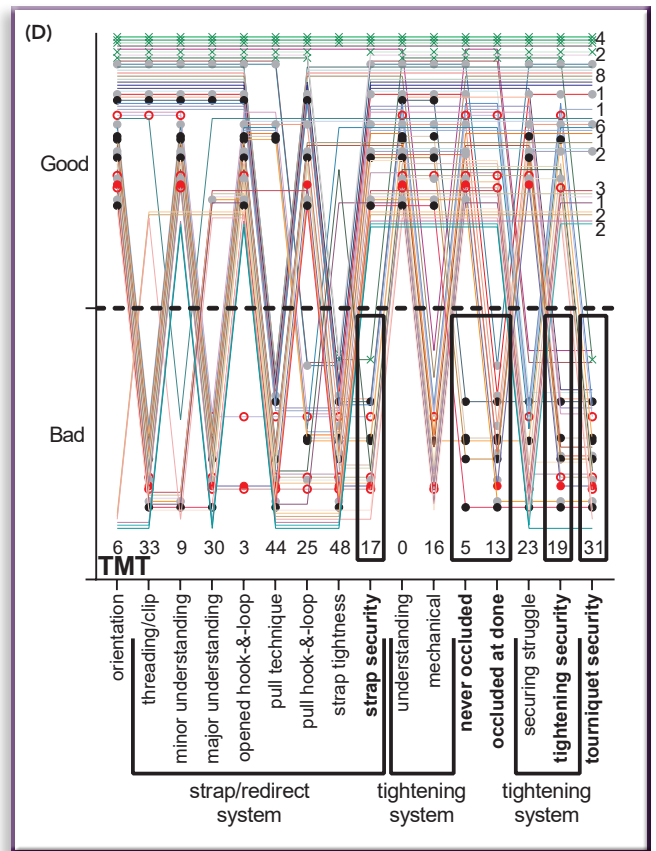 (D)
4
2
8
1
1
6
1
2
3
1
2
2
Good
Bad
6 33 9 30 3 44 25 48 17 0 16 5 13 23 19 31
TMT
orientation
threading/clip
minor understanding
major understanding
opened hook-&-loop
pull technique
pull hook-&-loop
strap tightness
strap security
understanding
mechanical
never occluded
occluded at done
securing struggle
tightening security
tourniquet security
strap/redirect
system
tightening
system
tightening
system